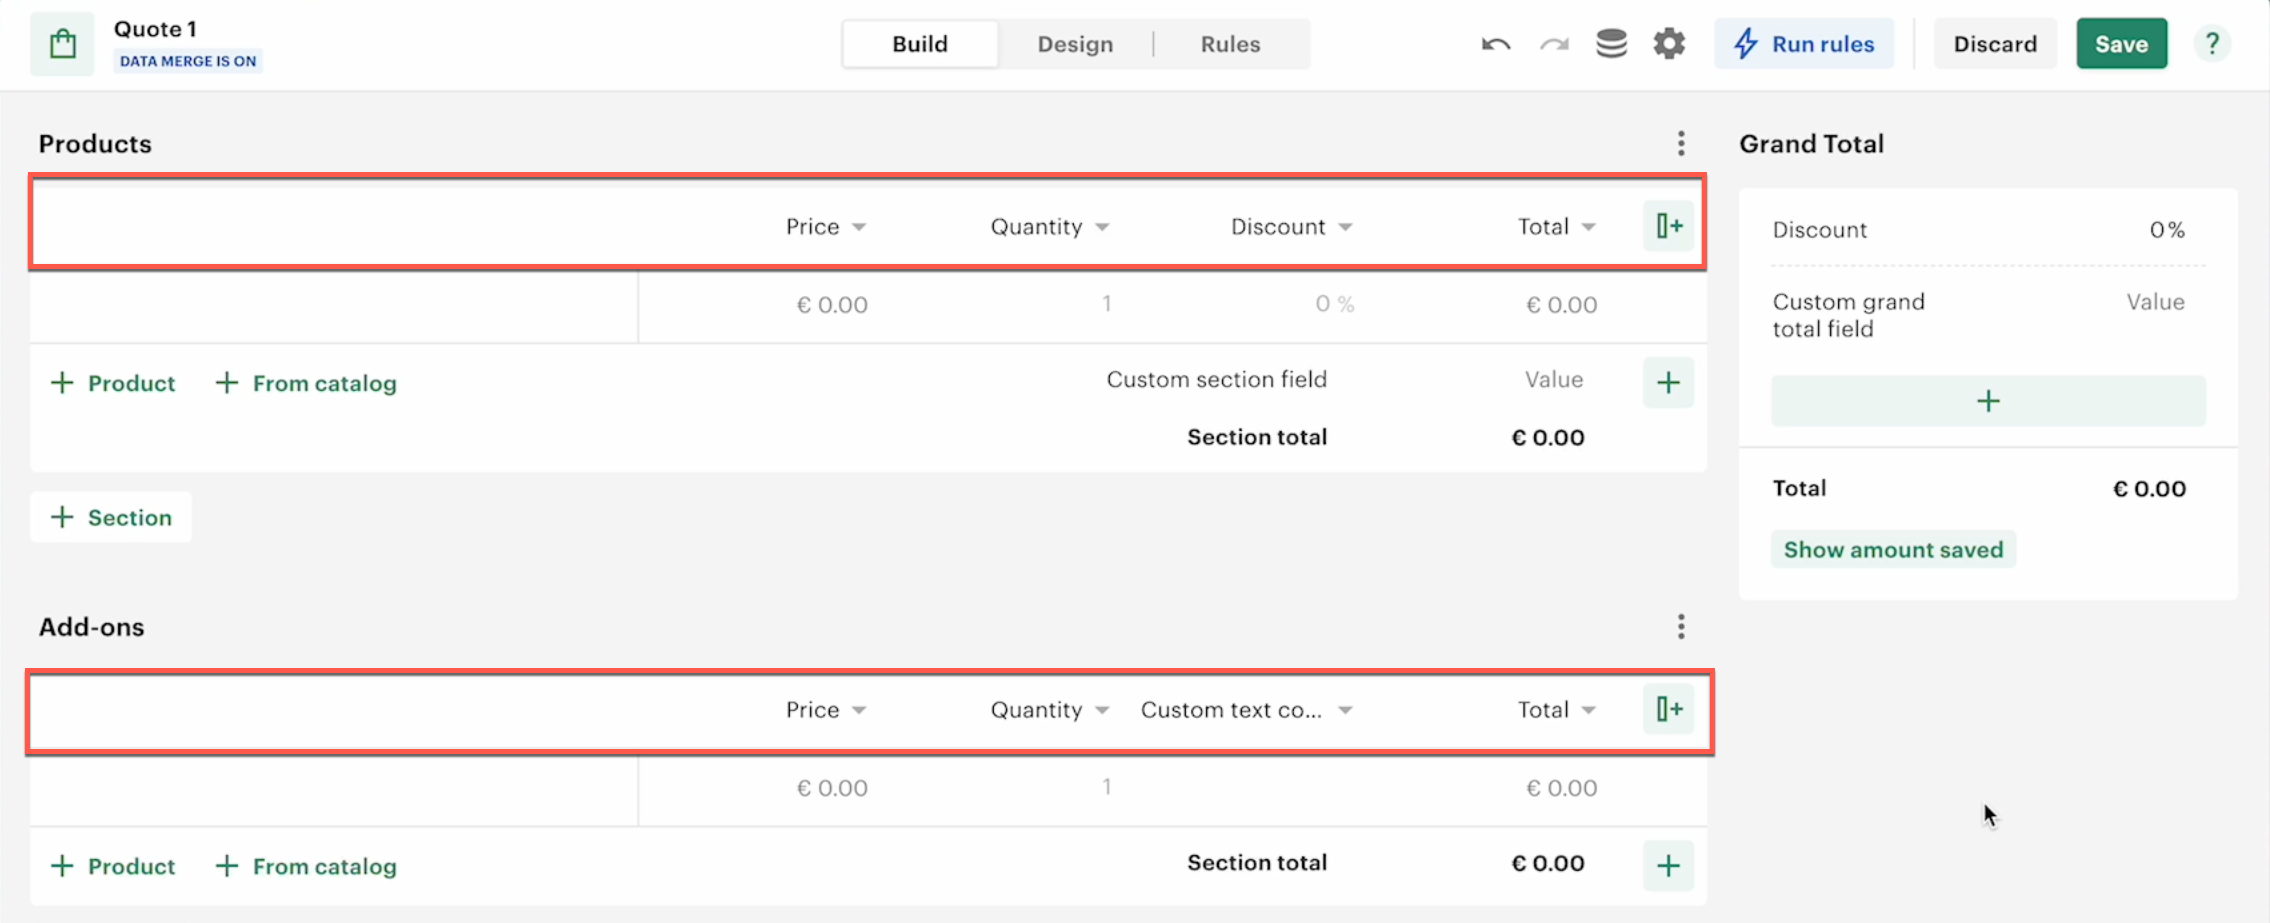 Quote 1
DATA MERGE IS ON
Build Design Rules
Run rules Discard Save ?
Products
Price Quantity Discount Total
€ 0.00 1 0 % € 0.00
+ Product + From catalog
Custom section field Value
Section total € 0.00
+ Section
Add-ons
Price Quantity Custom text co... Total
€ 0.00 1 € 0.00
+ Product + From catalog
Section total € 0.00
Grand Total
Discount 0%
Custom grand
total field Value
+
Total € 0.00
Show amount saved